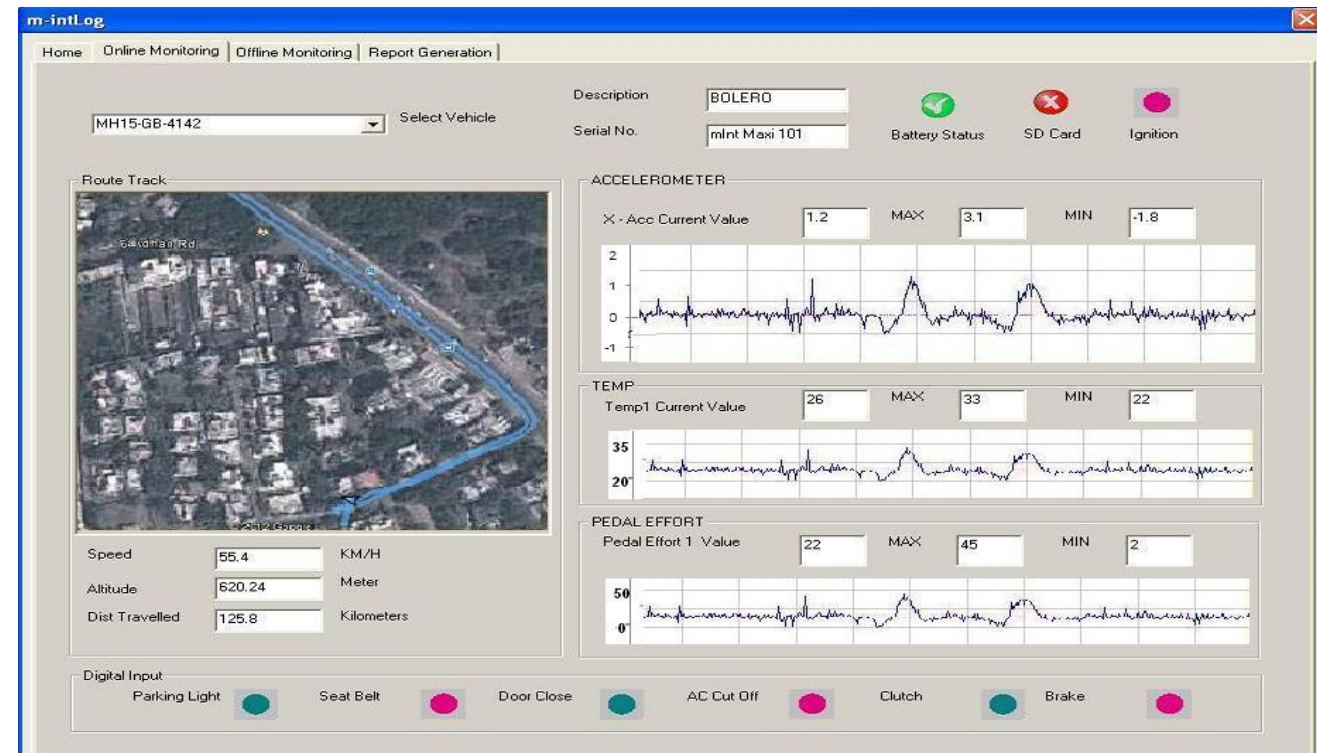 m-intLog
Home Online Monitoring Offline Monitoring Report Generation
MH15-GB-4142 Select Vehicle
Description BOLERO
Serial No. mInt Maxi 101
Battery Status SD Card Ignition
Route Track
Rd
Speed 55.4 KM/H
Altitude 620.24 Meter
Dist Travelled 125.8 Kilometers
ACCELEROMETER
X - Acc Current Value 1.2 MAX 3.1 MIN -1.8
2
1
0
-1
TEMP
Temp1 Current Value 26 MAX 33 MIN 22
35
20
PEDAL EFFORT
Pedal Effort 1 Value 22 MAX 45 MIN 2
50
0
Digital Input
Parking Light Seat Belt Door Close AC Cut Off Clutch Brake